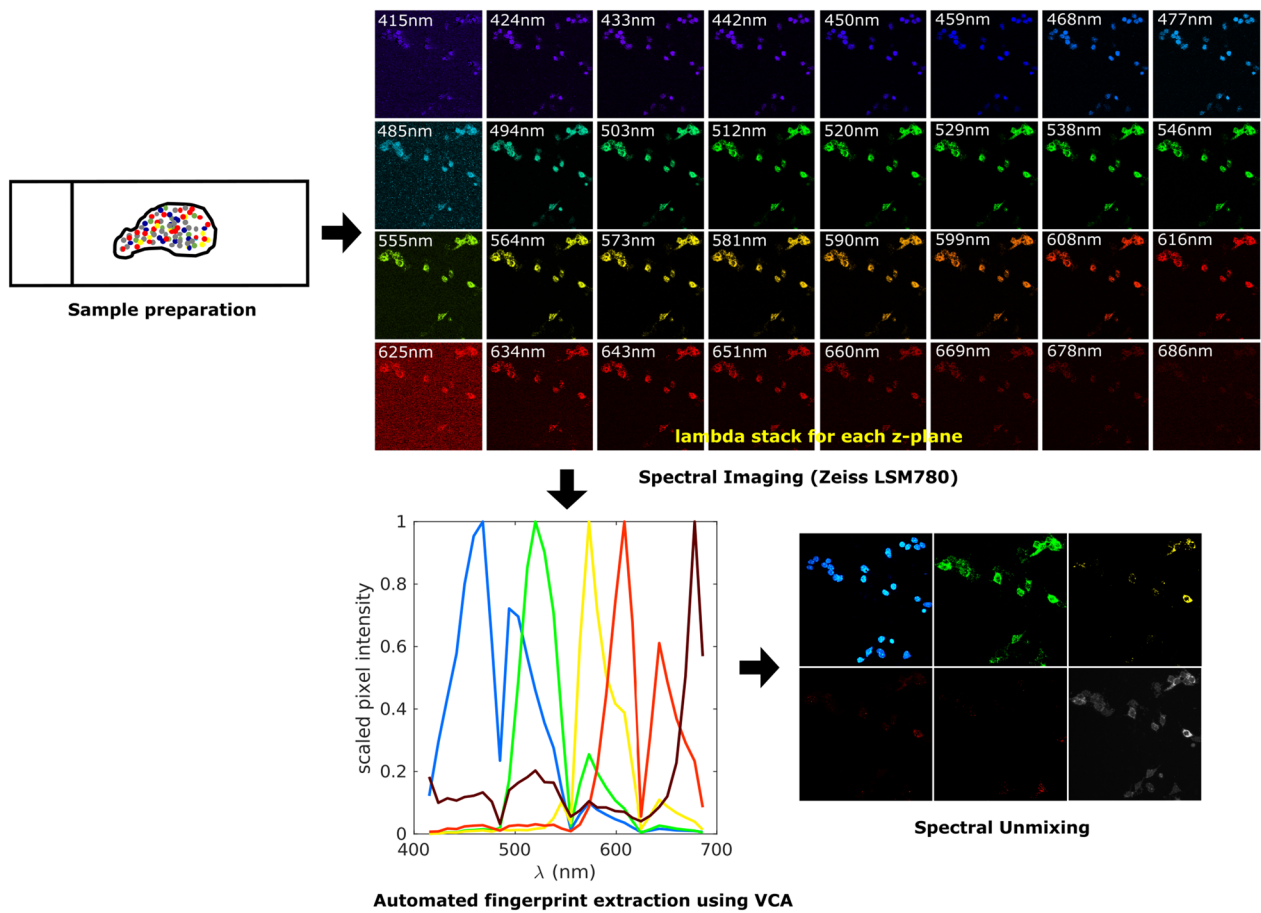 415nm 424nm 433nm 442nm 450nm 459nm 468nm 477nm
485nm 494nm 503nm 512nm 520nm 529nm 538nm 546nm
555nm 564nm 573nm 581nm 590nm 599nm 608nm 616nm
625nm 634nm 643nm 651nm 660nm 669nm 678nm 686nm
lambda stack for each z-plane
Sample preparation
Spectral Imaging (Zeiss LSM780)
scaled pixel intensity
1
0.8
0.6
0.4
0.2
0
400 500 600 700
λ (nm)
Automated fingerprint extraction using VCA
Spectral Unmixing